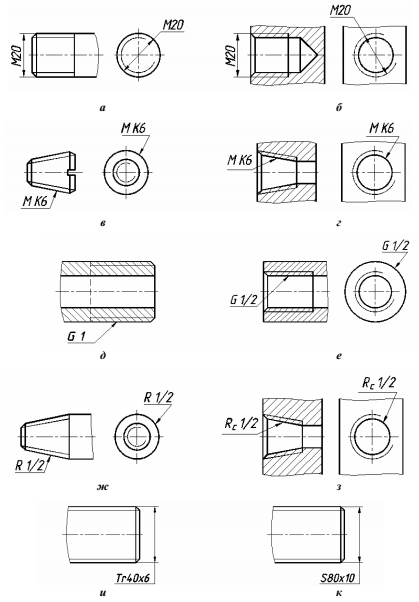 M20
M20
M20
M20
а
б
M K6
M K6
M K6
M K6
в
г
G 1
G 1/2
G 1/2
д
е
R 1/2
R 1/2
Rc 1/2
Rc 1/2
ж
з
Tr40x6
S80x10
и
к